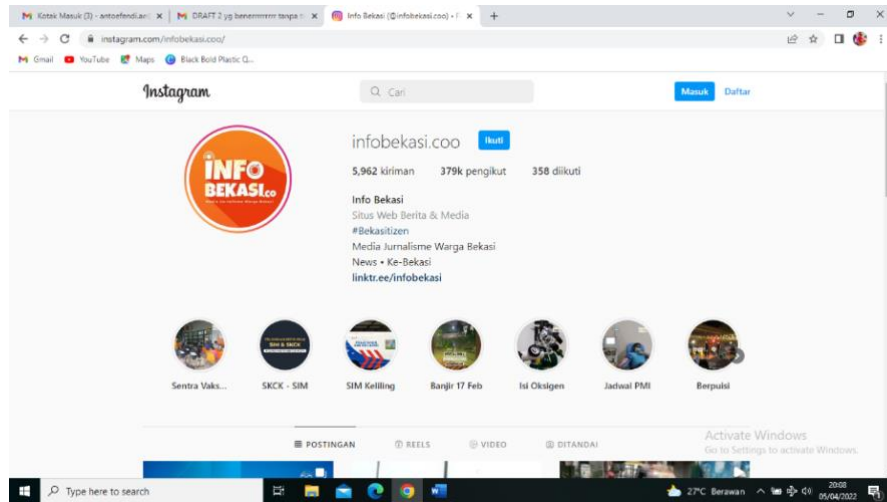 Kotak Masuk (3) - antoefendi.an
DRAFT 2 yg benerrrrrrrr tanpa
Info Bekasi (@infobekasi.coo) •
instagram.com/infobekasi.coo/
Gmail YouTube Maps Black Bold Plastic C...
Instagram
Cari
Masuk Daftar
INFO
BEKASI.co
infobekasi.coo Ikuti
5,962 kiriman 379k pengikut 358 diikuti
Info Bekasi
Situs Web Berita & Media
#Bekasitizen
Media Jurnalisme Warga Bekasi
News • Ke-Bekasi
linktr.ee/infobekasi
SIM & SKCK
Sentra Vaks... SKCK - SIM SIM Keliling Banjir 17 Feb Isi Oksigen Jadwal PMI Berpuisi
POSTINGAN REELS VIDEO DITANDAI
Activate Windows
Go to Settings to activate Windows.
Type here to search
27°C Berawan
20:08
05/04/2022